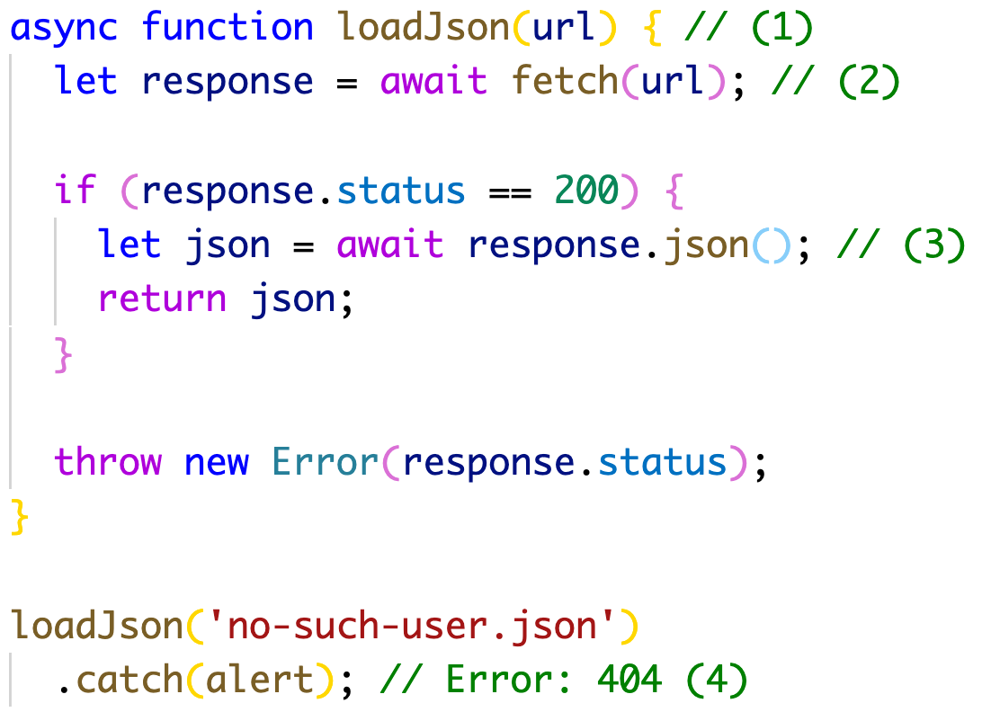 async function loadJson(url) { // (1)
  let response = await fetch(url); // (2)

  if (response.status == 200) {
    let json = await response.json(); // (3)
    return json;
  }

  throw new Error(response.status);
}

loadJson('no-such-user.json')
  .catch(alert); // Error: 404 (4)